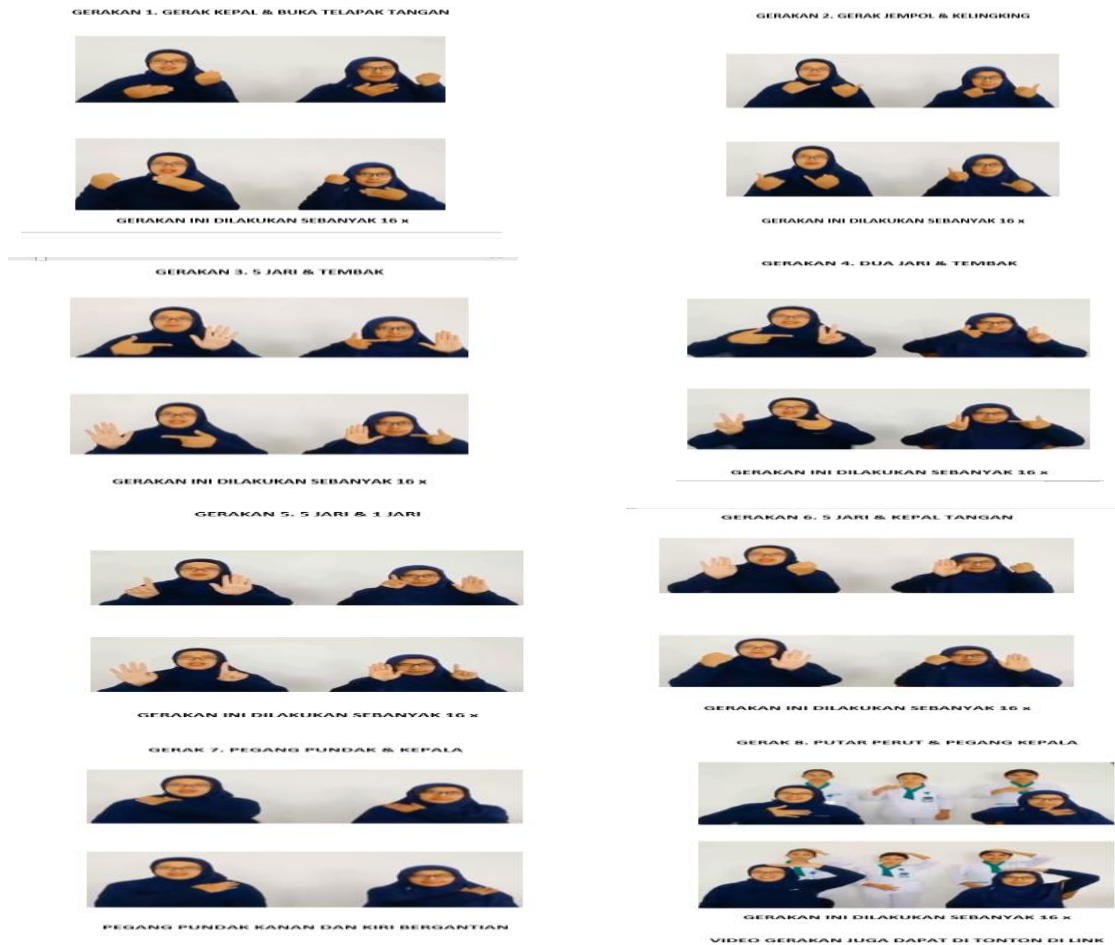 GERAKAN 1. GERAK KEPAL & BUKA TELAPAK TANGAN
GERAKAN INI DILAKUKAN SEBANYAK 16 x
GERAKAN 2. GERAK JEMPOL & KELINGKING
GERAKAN INI DILAKUKAN SEBANYAK 16 x
GERAKAN 3. 5 JARI & TEMBAK
GERAKAN INI DILAKUKAN SEBANYAK 16 x
GERAKAN 4. DUA JARI & TEMBAK
GERAKAN INI DILAKUKAN SEBANYAK 16 x
GERAKAN 5. 5 JARI & 1 JARI
GERAKAN INI DILAKUKAN SEBANYAK 16 x
GERAKAN 6. 5 JARI & KEPAL TANGAN
GERAKAN INI DILAKUKAN SEBANYAK 16 x
GERAK 7. PEGANG PUNDAK & KEPALA
PEGANG PUNDAK KANAN DAN KIRI BERGANTIAN
GERAK 8. PUTAR PERUT & PEGANG KEPALA
GERAKAN INI DILAKUKAN SEBANYAK 16 x
VIDEO GERAKAN JUGA DAPAT DI TONTON DI LINK